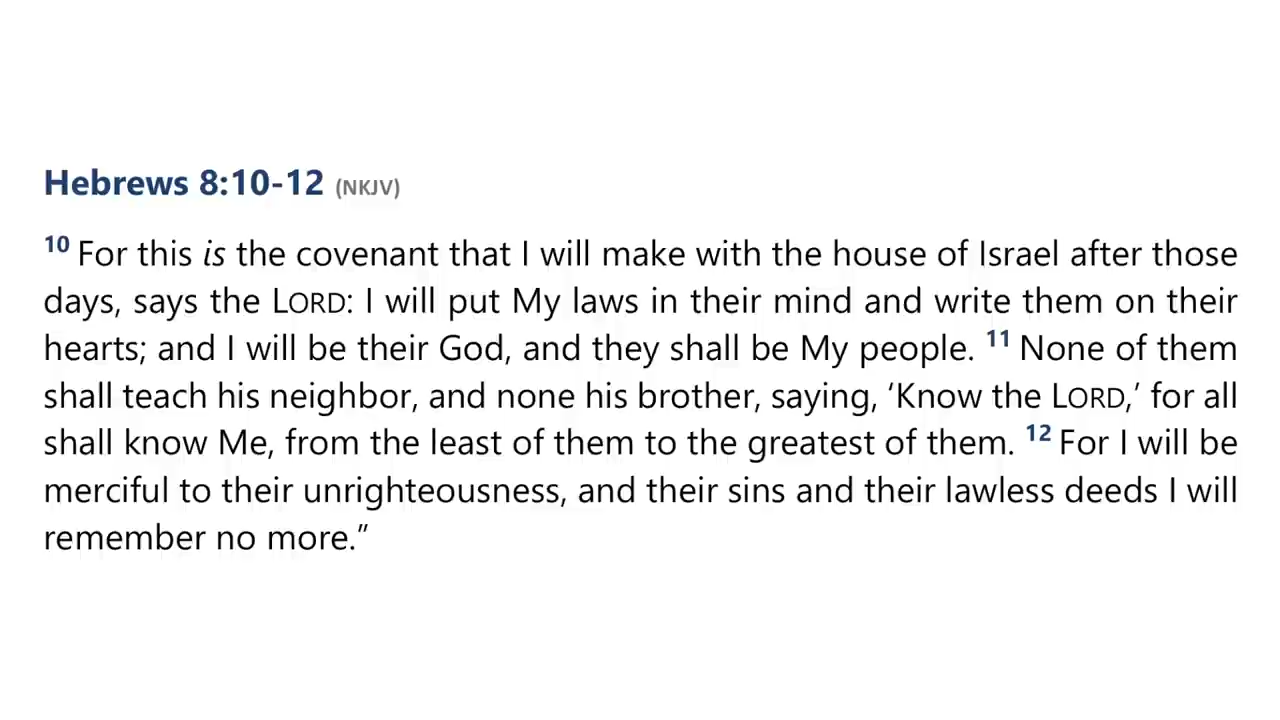 Hebrews 8:10-12 (NKJV)
10 For this is the covenant that I will make with the house of Israel after those
days, says the LORD: I will put My laws in their mind and write them on their
hearts; and I will be their God, and they shall be My people. 11 None of them
shall teach his neighbor, and none his brother, saying, ‘Know the LORD,’ for all
shall know Me, from the least of them to the greatest of them. 12 For I will be
merciful to their unrighteousness, and their sins and their lawless deeds I will
remember no more.”